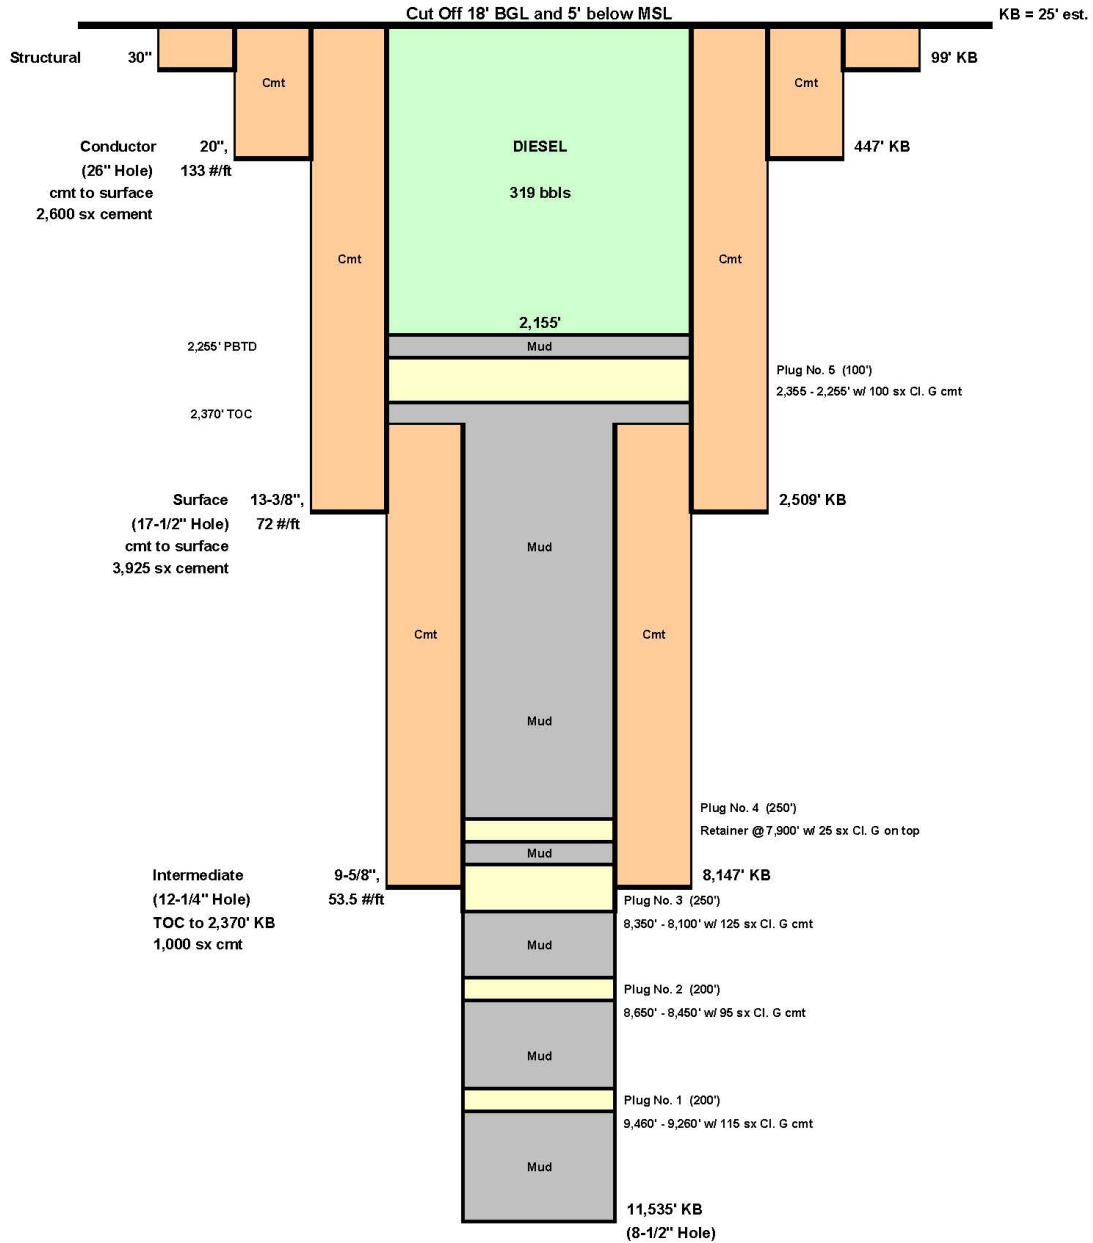 Cut Off 18' BGL and 5' below MSL
KB = 25' est.
Structural 30"
99' KB
Cmt
Cmt
Conductor 20",
(26" Hole) 133 #/ft
cmt to surface
2,600 sx cement
447' KB
DIESEL
319 bbls
Cmt
Cmt
2,155'
2,255' PBTD
Mud
Plug No. 5 (100')
2,355 - 2,255' w/ 100 sx Cl. G cmt
2,370' TOC
Surface 13-3/8",
(17-1/2" Hole) 72 #/ft
cmt to surface
3,925 sx cement
2,509' KB
Mud
Cmt
Cmt
Mud
Plug No. 4 (250')
Retainer @ 7,900' w/ 25 sx Cl. G on top
Mud
Intermediate 9-5/8",
(12-1/4" Hole) 53.5 #/ft
TOC to 2,370' KB
1,000 sx cmt
8,147' KB
Plug No. 3 (250')
8,350' - 8,100' w/ 125 sx Cl. G cmt
Mud
Plug No. 2 (200')
8,650' - 8,450' w/ 95 sx Cl. G cmt
Mud
Plug No. 1 (200')
9,460' - 9,260' w/ 115 sx Cl. G cmt
Mud
11,535' KB
(8-1/2" Hole)